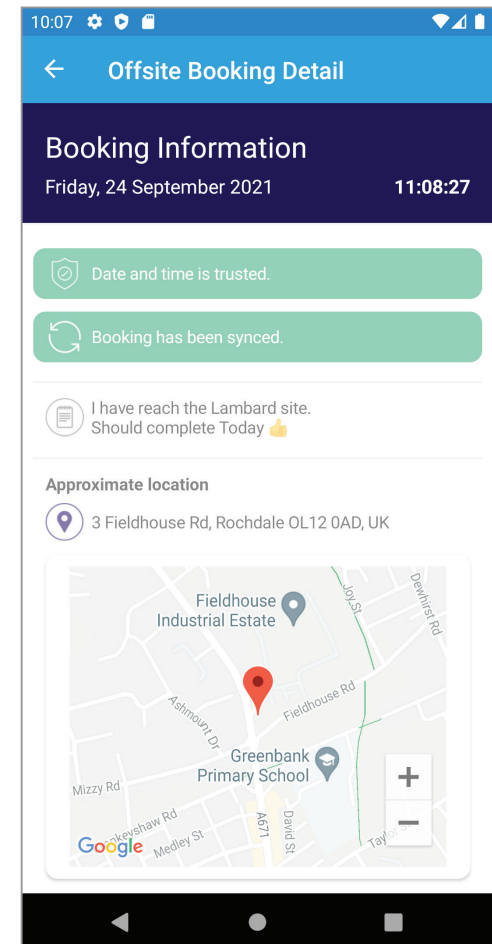 10:07
Offsite Booking Detail
Booking Information
Friday, 24 September 2021
11:08:27
Date and time is trusted.
Booking has been synced.
I have reach the Lambard site.
Should complete Today 👍
Approximate location
3 Fieldhouse Rd, Rochdale OL12 0AD, UK
Joy St
Dewhirst Rd
Fieldhouse
Industrial Estate
Fieldhouse Rd
Ashmount Dr
Greenbank
Primary School
+
Mizzy Rd
−
A671
David St
Medley St
Google